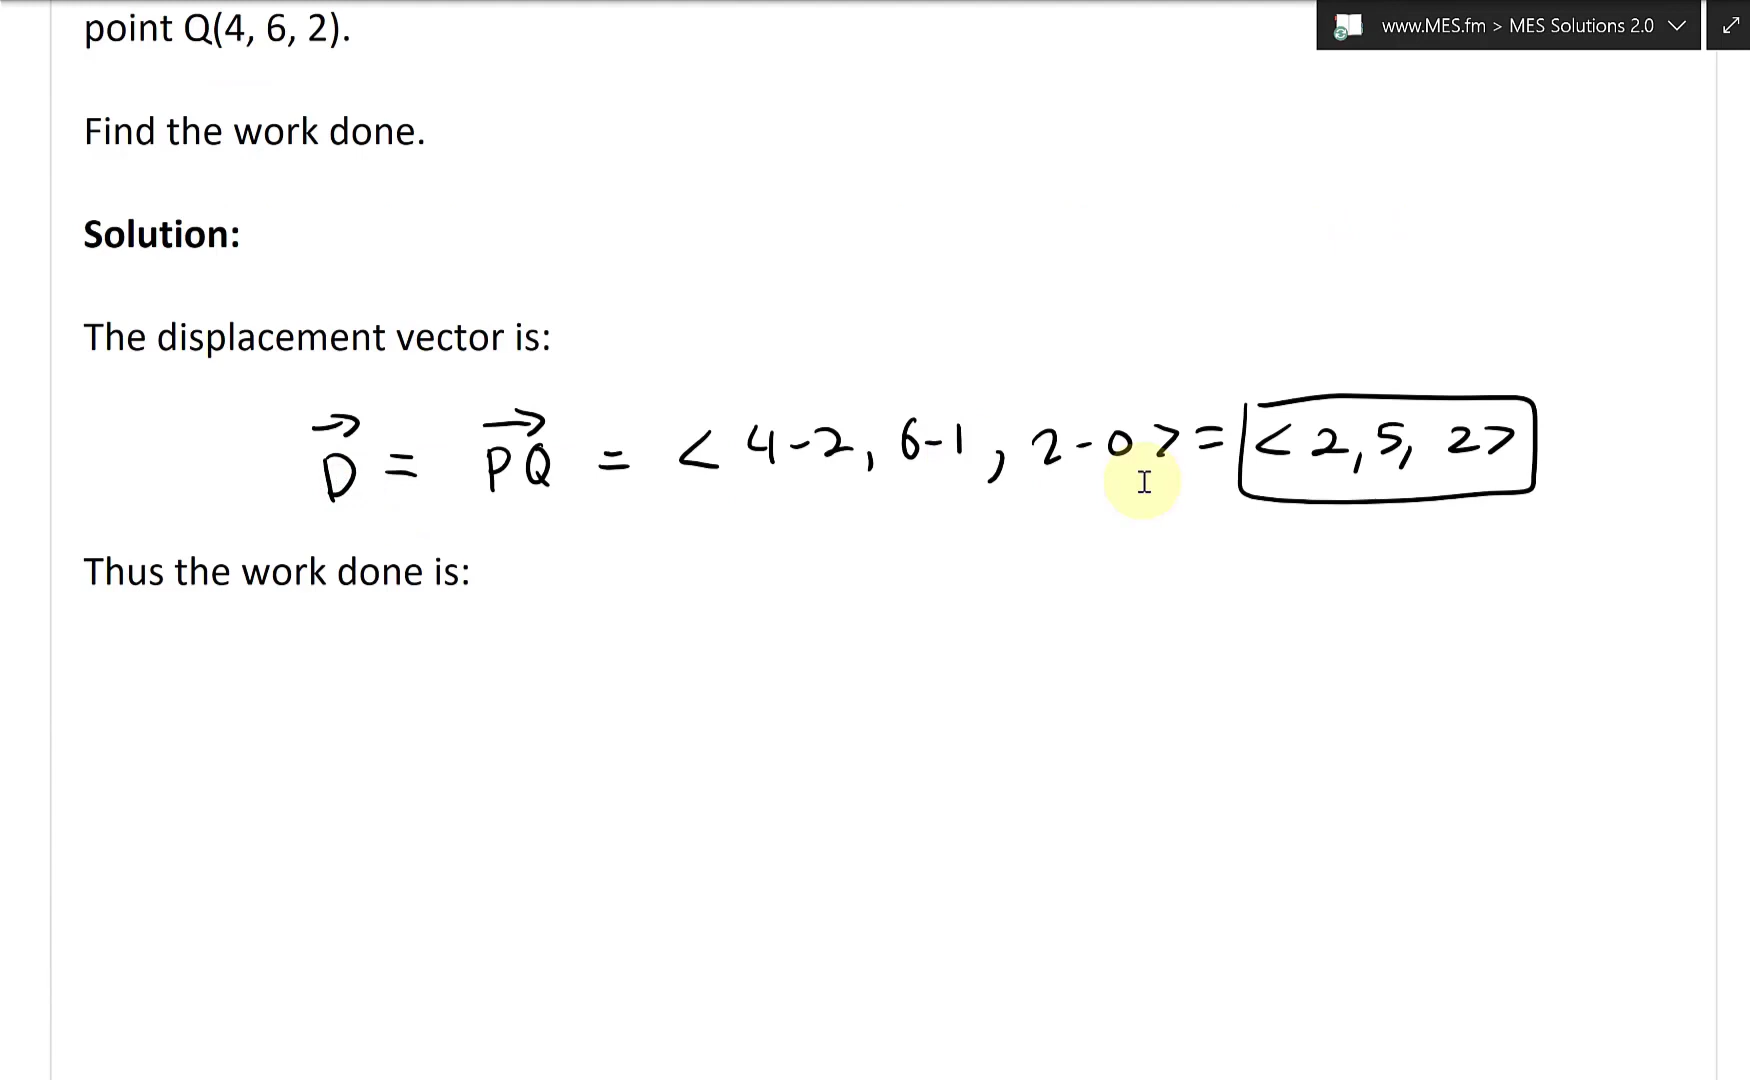 www.MES.fm > MES Solutions 2.0
point Q(4, 6, 2).
Find the work done.
Solution:
The displacement vector is:
D⃗ = PQ⃗ = < 4-2, 6-1, 2-0> = < 2, 5, 2>
Thus the work done is: